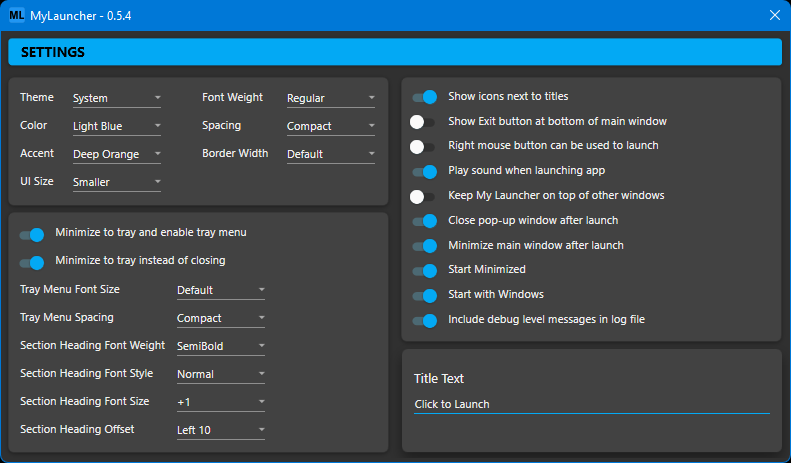 ML MyLauncher - 0.5.4
SETTINGS
Theme System Font Weight Regular
Color Light Blue Spacing Compact
Accent Deep Orange Border Width Default
UI Size Smaller
Minimize to tray and enable tray menu
Minimize to tray instead of closing
Tray Menu Font Size Default
Tray Menu Spacing Compact
Section Heading Font Weight SemiBold
Section Heading Font Style Normal
Section Heading Font Size +1
Section Heading Offset Left 10
Show icons next to titles
Show Exit button at bottom of main window
Right mouse button can be used to launch
Play sound when launching app
Keep My Launcher on top of other windows
Close pop-up window after launch
Minimize main window after launch
Start Minimized
Start with Windows
Include debug level messages in log file
Title Text
Click to Launch